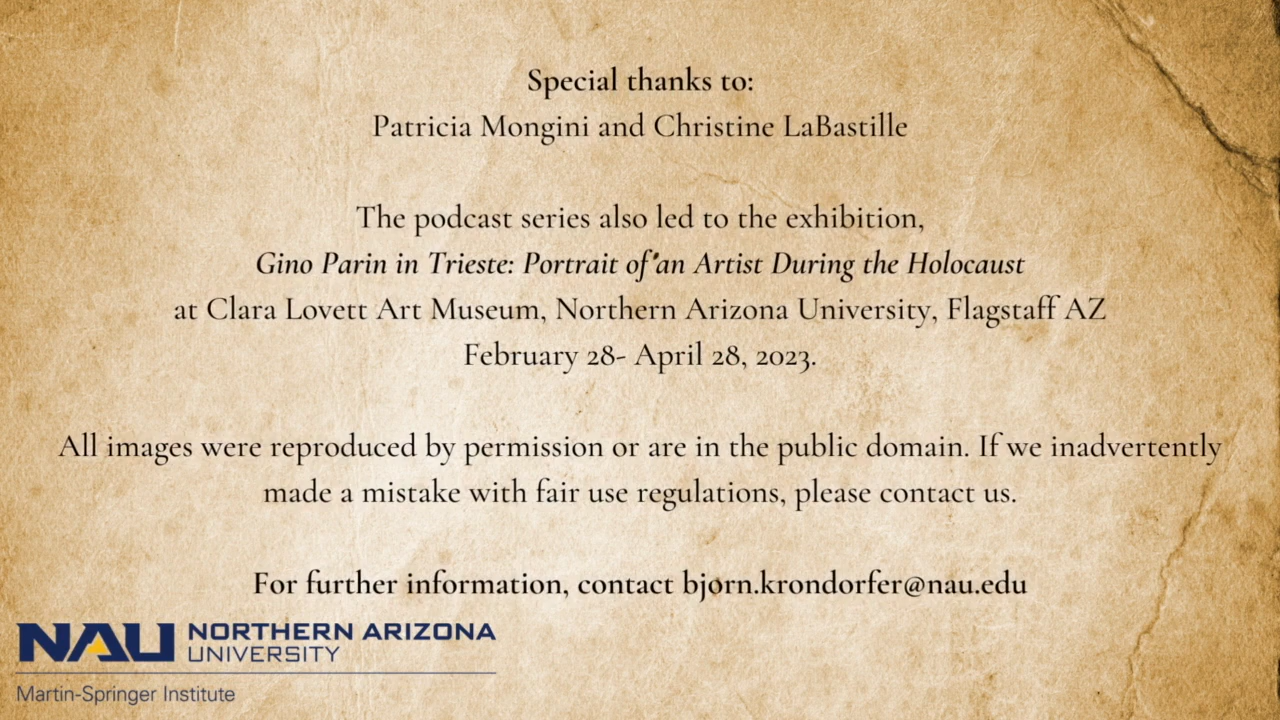 Special thanks to:
Patricia Mongini and Christine LaBastille
The podcast series also led to the exhibition,
Gino Parin in Trieste: Portrait of an Artist During the Holocaust
at Clara Lovett Art Museum, Northern Arizona University, Flagstaff AZ
February 28- April 28, 2023.
All images were reproduced by permission or are in the public domain. If we inadvertently
made a mistake with fair use regulations, please contact us.
For further information, contact bjorn.krondorfer@nau.edu
NAU NORTHERN ARIZONA
UNIVERSITY
Martin-Springer Institute